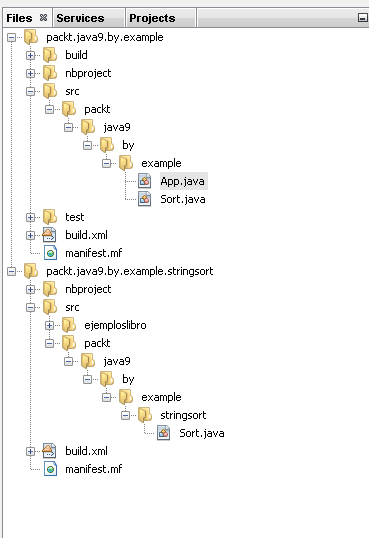 Files Services Projects
packt.java9.by.example
build
nbproject
src
packt
java9
by
example
App.java
Sort.java
test
build.xml
manifest.mf
packt.java9.by.example.stringsort
nbproject
src
ejemploslibro
packt
java9
by
example
stringsort
Sort.java
build.xml
manifest.mf